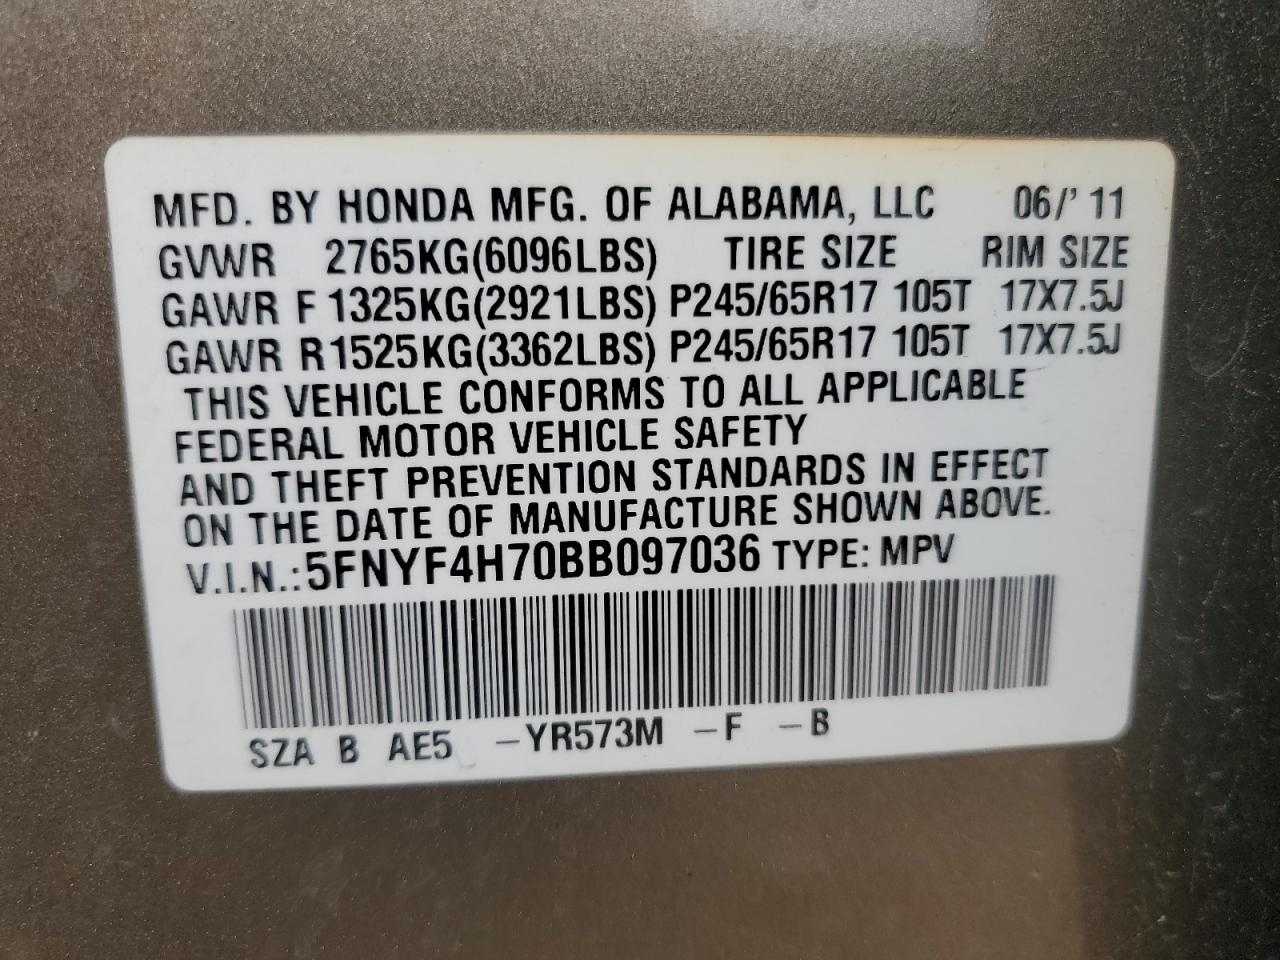 MFD. BY HONDA MFG. OF ALABAMA, LLC 06/'11
GVWR 2765KG(6096LBS) TIRE SIZE RIM SIZE
GAWR F 1325KG(2921LBS) P245/65R17 105T 17X7.5J
GAWR R1525KG(3362LBS) P245/65R17 105T 17X7.5J
THIS VEHICLE CONFORMS TO ALL APPLICABLE
FEDERAL MOTOR VEHICLE SAFETY
AND THEFT PREVENTION STANDARDS IN EFFECT
ON THE DATE OF MANUFACTURE SHOWN ABOVE.
V.I.N.:5FNYF4H70BB097036 TYPE: MPV
SZA B AE5 -YR573M -F -B